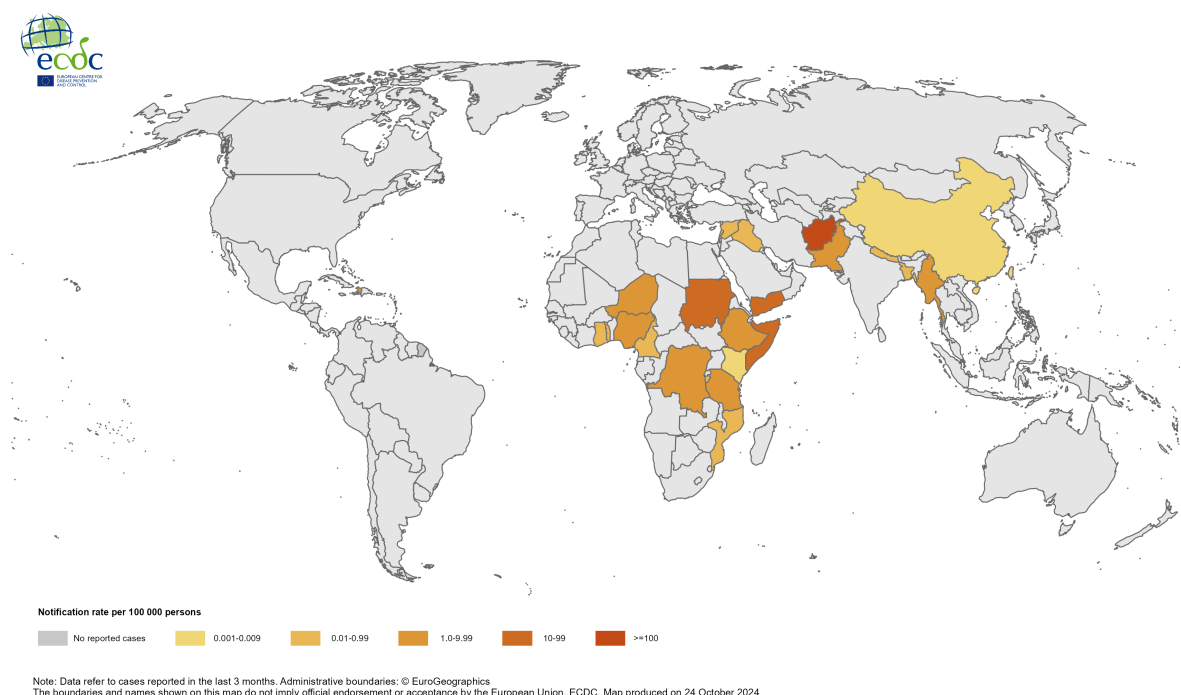 ecdc
EUROPEAN CENTRE FOR
DISEASE PREVENTION
AND CONTROL
Notification rate per 100 000 persons
No reported cases
0.001-0.009
0.01-0.99
1.0-9.99
10-99
>=100
Note: Data refer to cases reported in the last 3 months. Administrative boundaries: © EuroGeographics
The boundaries and names shown on this map do not imply official endorsement or acceptance by the European Union. ECDC. Map produced on 24 October 2024